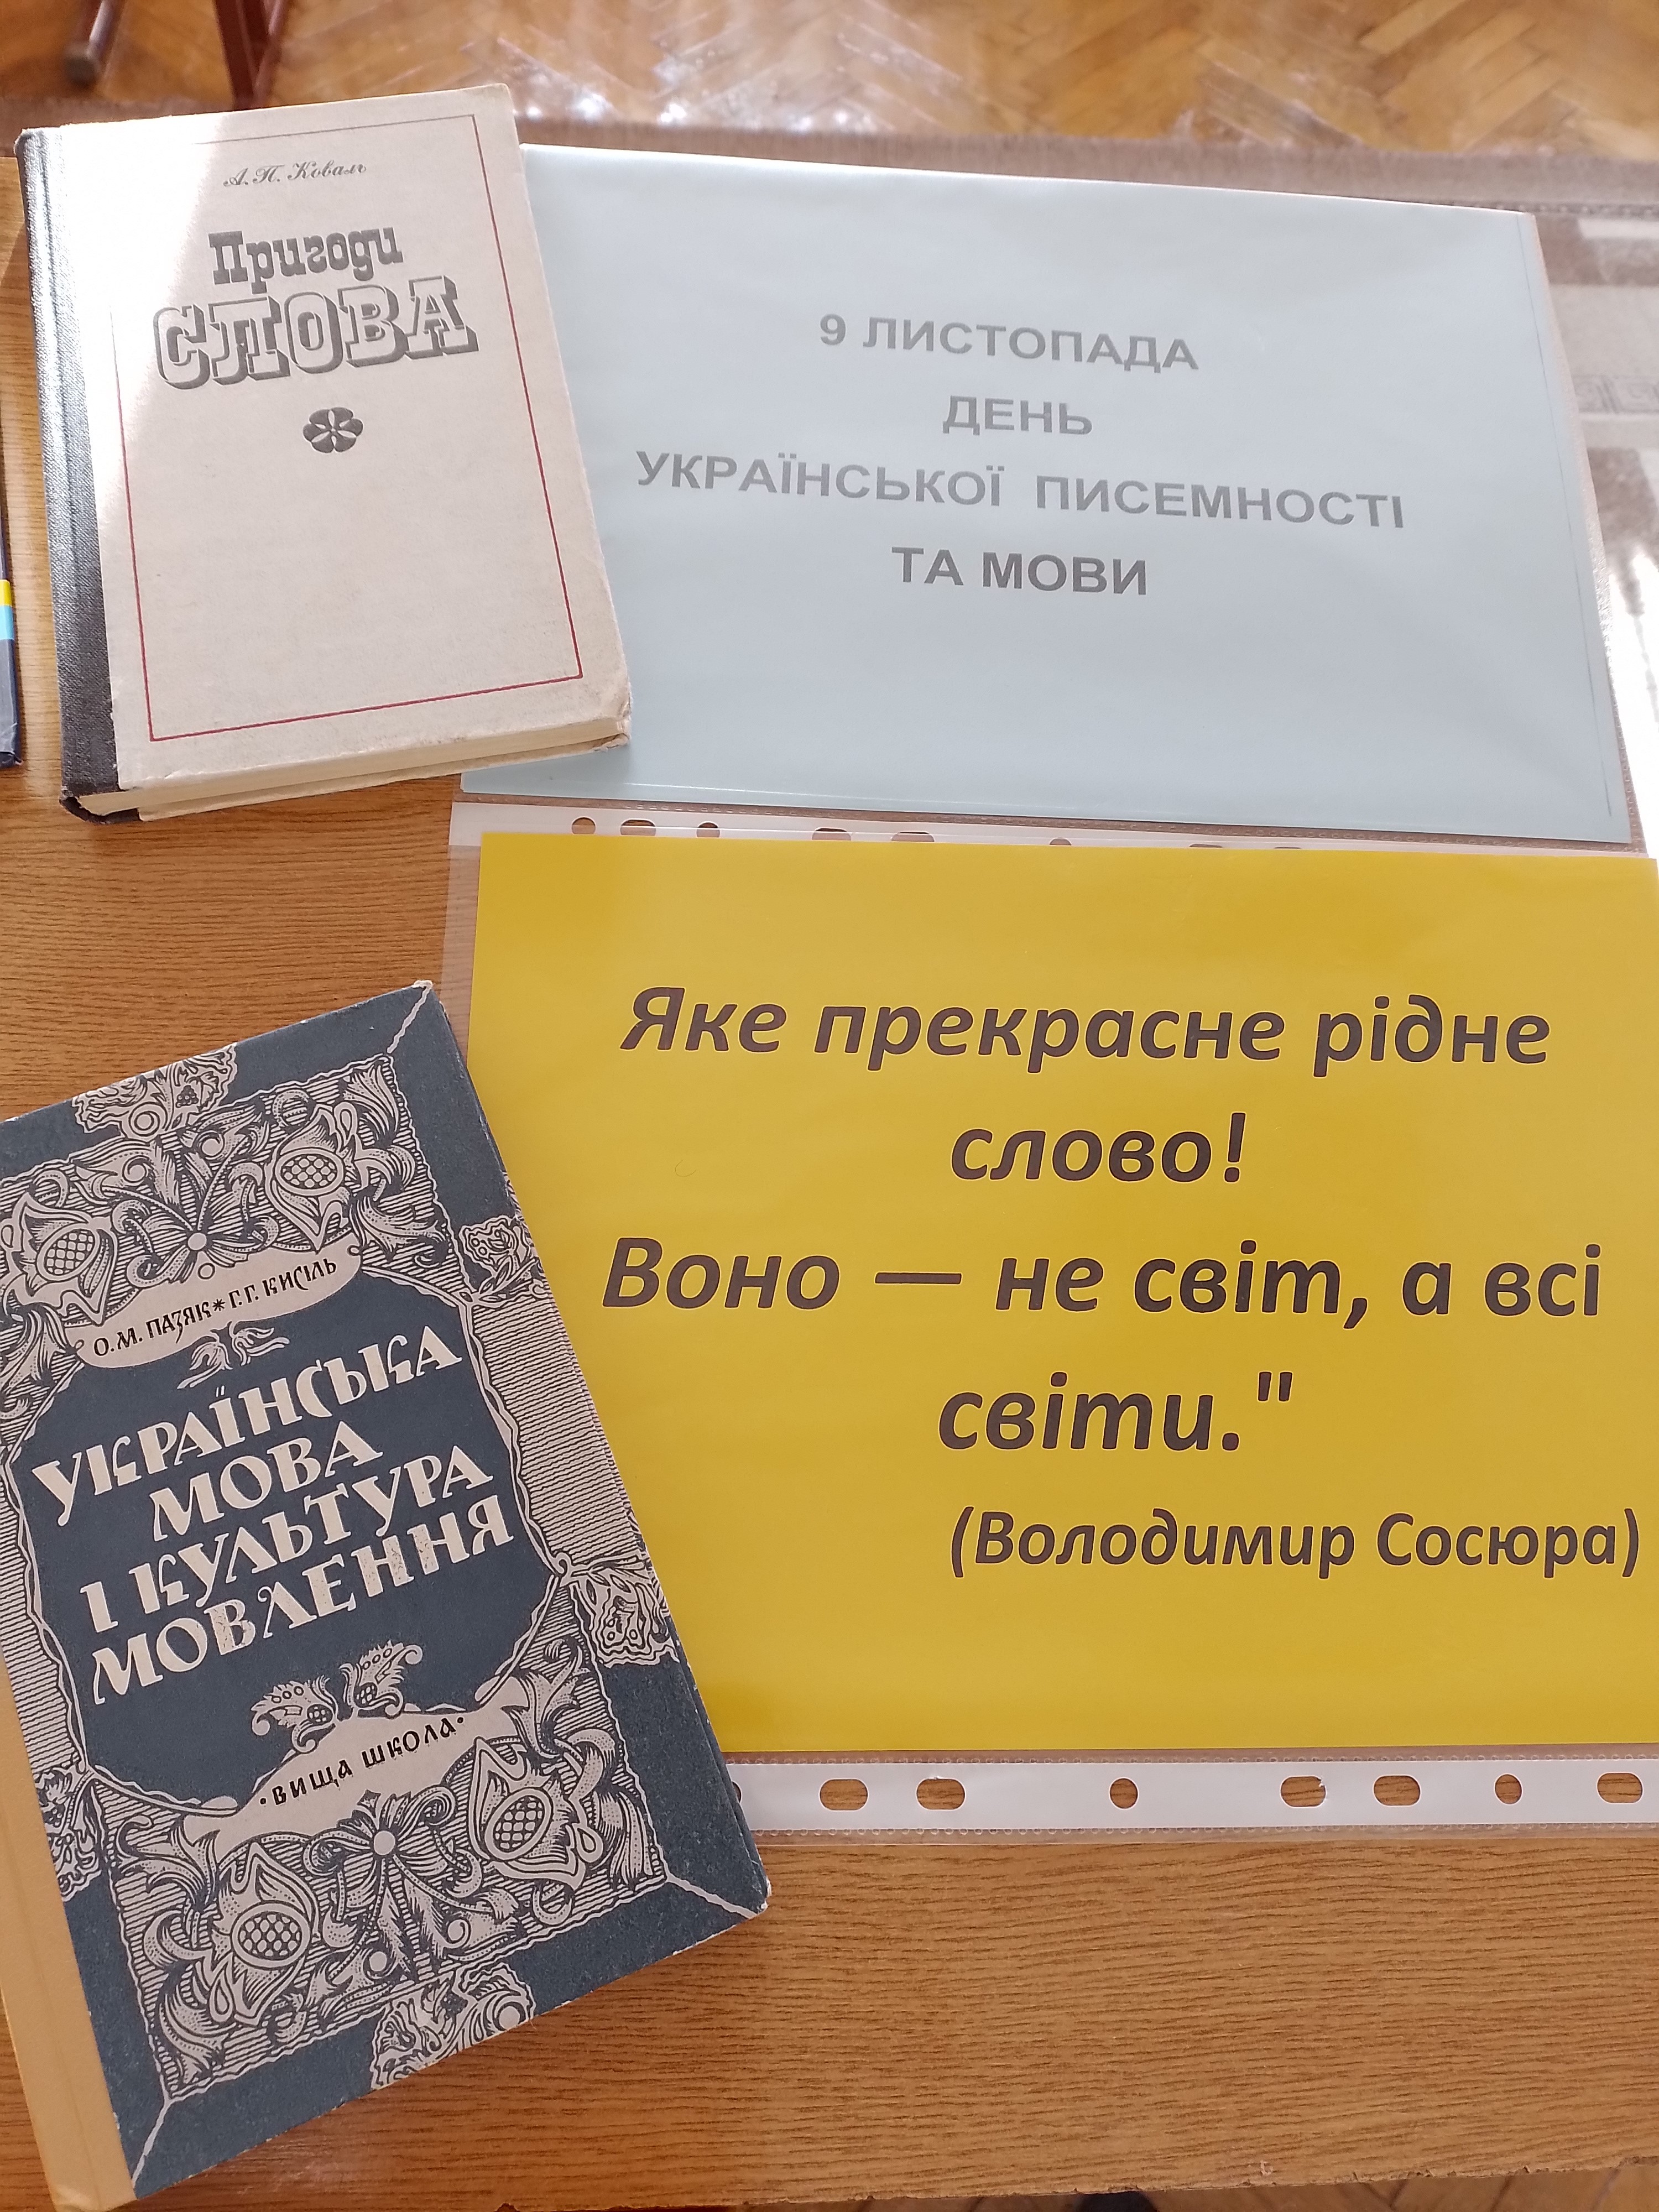 А.П. Коваль
Пригоди
СЛОВА
9 ЛИСТОПАДА
ДЕНЬ
УКРАЇНСЬКОЇ ПИСЕМНОСТІ
ТА МОВИ
Яке прекрасне рідне
слово!
Воно — не світ, а всі
світи."
(Володимир Сосюра)
О.М. ПАЗЯК * Г.Г. КИСІЛЬ
УКРАЇНСЬКА
МОВА
І КУЛЬТУРА
МОВЛЕННЯ
·ВИЩА ШКОЛА·